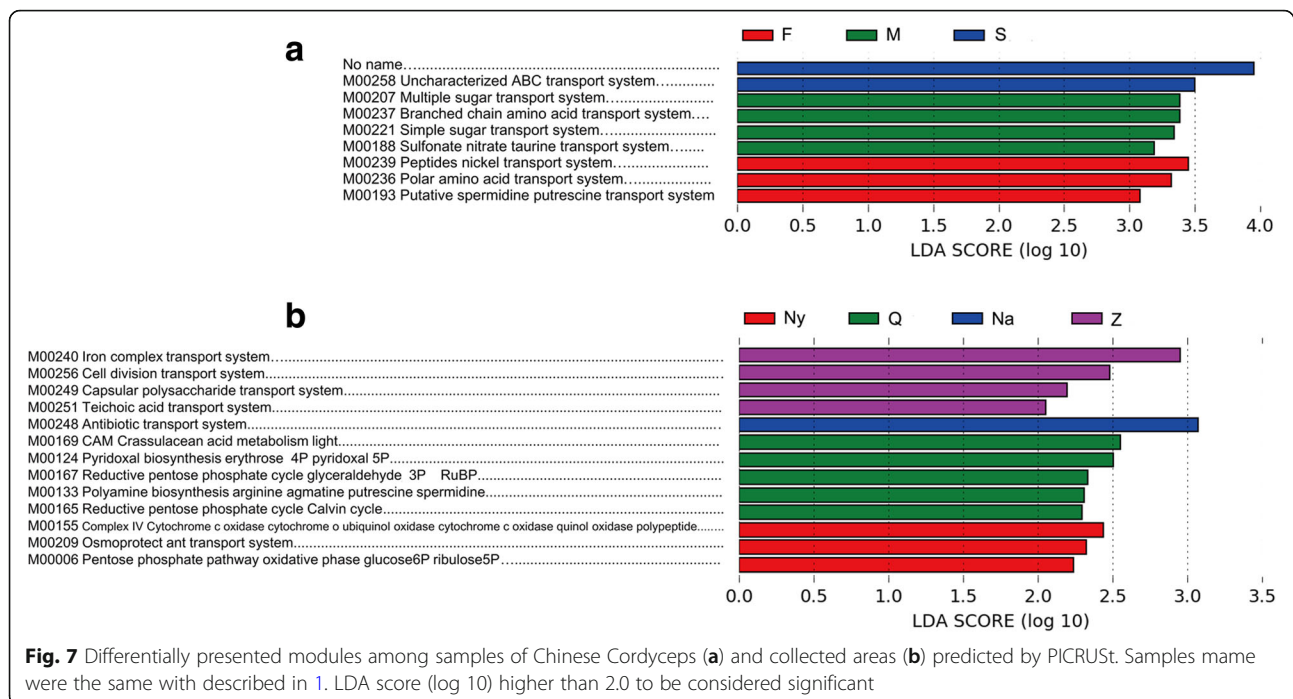 a
F M S
No name…..........................................................................
M00258 Uncharacterized ABC transport system…...............
M00207 Multiple sugar transport system…..........................
M00237 Branched chain amino acid transport system….
M00221 Simple sugar transport system…............................
M00188 Sulfonate nitrate taurine transport system….....
M00239 Peptides nickel transport system…......................
M00236 Polar amino acid transport system…....................
M00193 Putative spermidine putrescine transport system
0.0 0.5 1.0 1.5 2.0 2.5 3.0 3.5 4.0
LDA SCORE (log 10)
b
Ny Q Na Z
M00240 Iron complex transport system…..........................
M00256 Cell division transport system............................
M00249 Capsular polysaccharide transport system............................
M00251 Teichoic acid transport system............................
M00248 Antibiotic transport system............................
M00169 CAM Crassulacean acid metabolism light............................
M00124 Pyridoxal biosynthesis erythrose 4P pyridoxal 5P............................
M00167 Reductive pentose phosphate cycle glyceraldehyde 3P RuBP............................
M00133 Polyamine biosynthesis arginine agmatine putrescine spermidine............................
M00165 Reductive pentose phosphate cycle Calvin cycle............................
M00155 Complex IV Cytochrome c oxidase cytochrome o ubiquinol oxidase cytochrome c oxidase quinol oxidase polypeptide........
M00209 Osmoprotect ant transport system............................
M00006 Pentose phosphate pathway oxidative phase glucose6P ribulose5P…..........................
0.0 0.5 1.0 1.5 2.0 2.5 3.0 3.5
LDA SCORE (log 10)
Fig. 7 Differentially presented modules among samples of Chinese Cordyceps (a) and collected areas (b) predicted by PICRUSt. Samples mame
were the same with described in 1. LDA score (log 10) higher than 2.0 to be considered significant